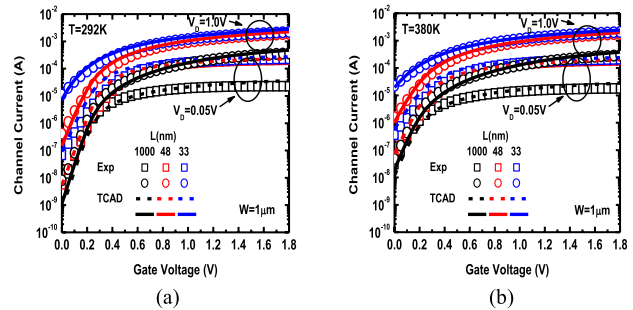 10⁻²
10⁻³
10⁻⁴
10⁻⁵
10⁻⁶
10⁻⁷
10⁻⁸
10⁻⁹
10⁻¹⁰
Channel Current (A)
T=292K
V_D=1.0V
V_D=0.05V
L(nm)
1000 48 33
Exp
TCAD
W=1μm
0.0 0.2 0.4 0.6 0.8 1.0 1.2 1.4 1.6 1.8
Gate Voltage (V)
(a)
10⁻²
10⁻³
10⁻⁴
10⁻⁵
10⁻⁶
10⁻⁷
10⁻⁸
10⁻⁹
10⁻¹⁰
Channel Current (A)
T=380K
V_D=1.0V
V_D=0.05V
L(nm)
1000 48 33
Exp
TCAD
W=1μm
0.0 0.2 0.4 0.6 0.8 1.0 1.2 1.4 1.6 1.8
Gate Voltage (V)
(b)